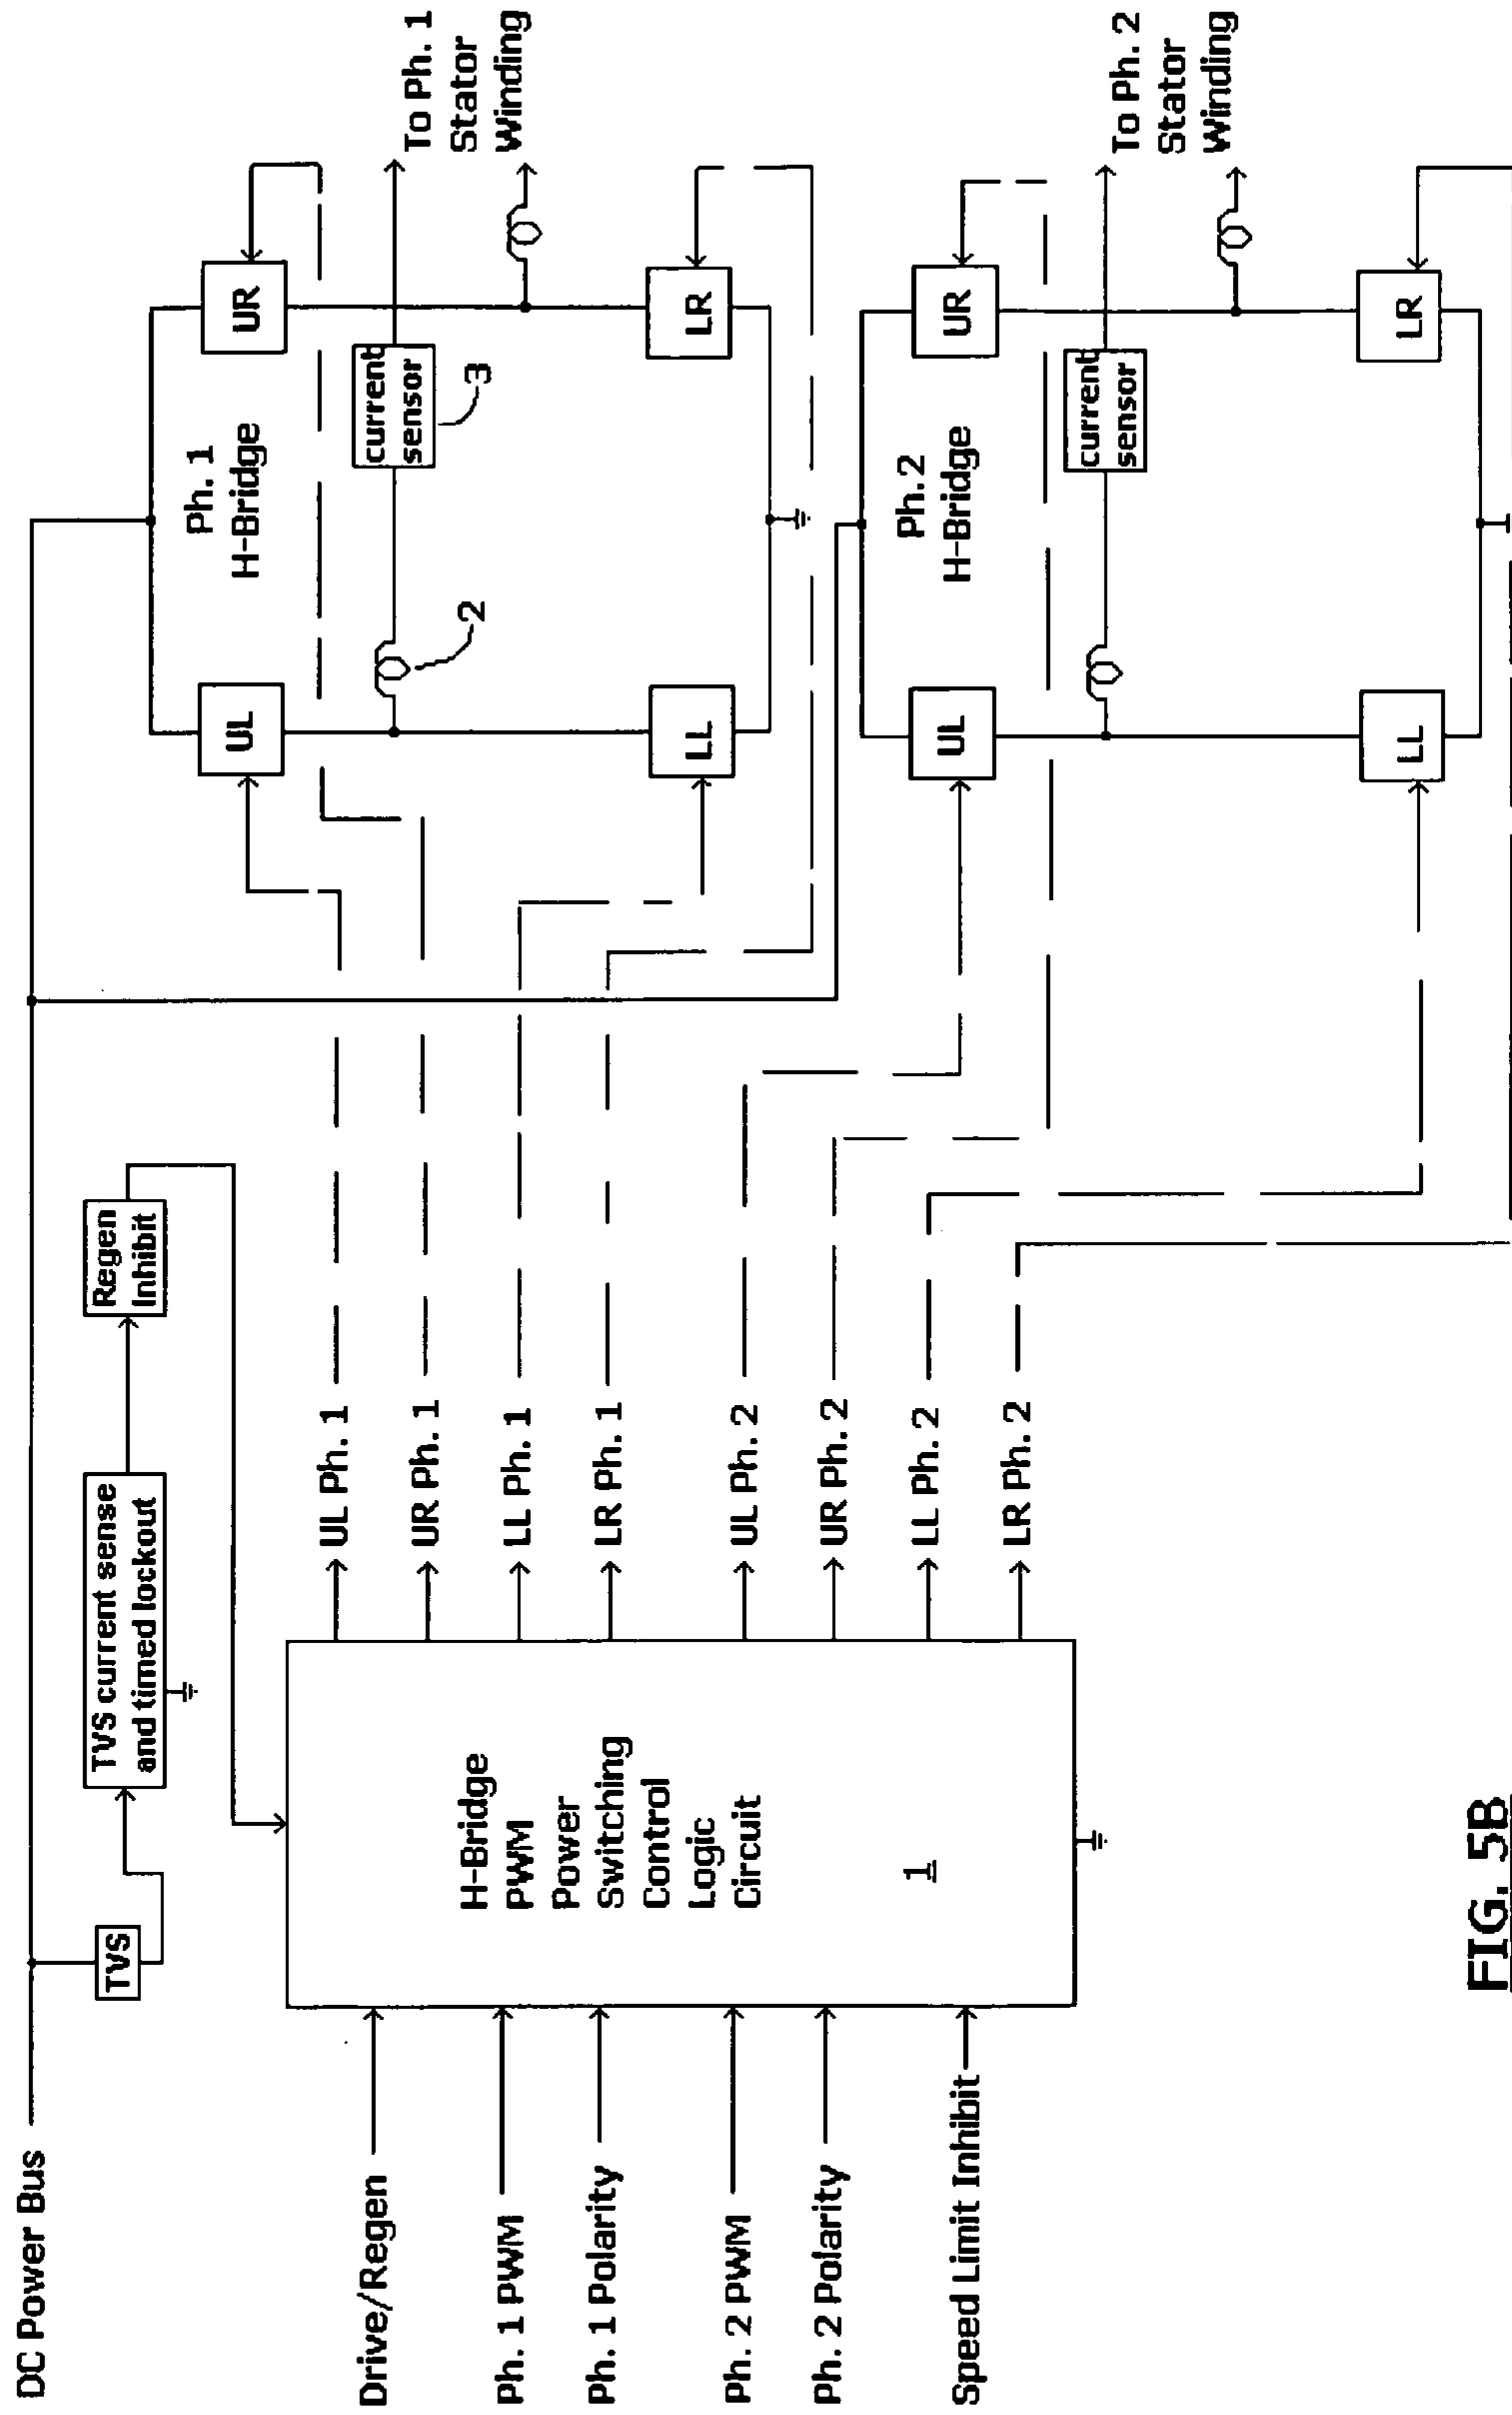 DC Power Bus
TVS
TVS current sense
and timed lockout
Regen
Inhibit
Drive/Regen
Ph. 1 PWM
Ph. 1 Polarity
Ph. 2 PWM
Ph. 2 Polarity
Speed Limit Inhibit
H-Bridge
PWM
Power
Switching
Control
Logic
Circuit
1
UL Ph. 1
UR Ph. 1
LL Ph. 1
LR Ph. 1
UL Ph. 2
UR Ph. 2
LL Ph. 2
LR Ph. 2
Ph. 1
H-Bridge
UL
UR
2
current
sensor
3
LL
LR
To Ph. 1
Stator
Winding
Ph. 2
H-Bridge
UL
UR
current
sensor
LL
LR
To Ph. 2
Stator
Winding
FIG. 5B